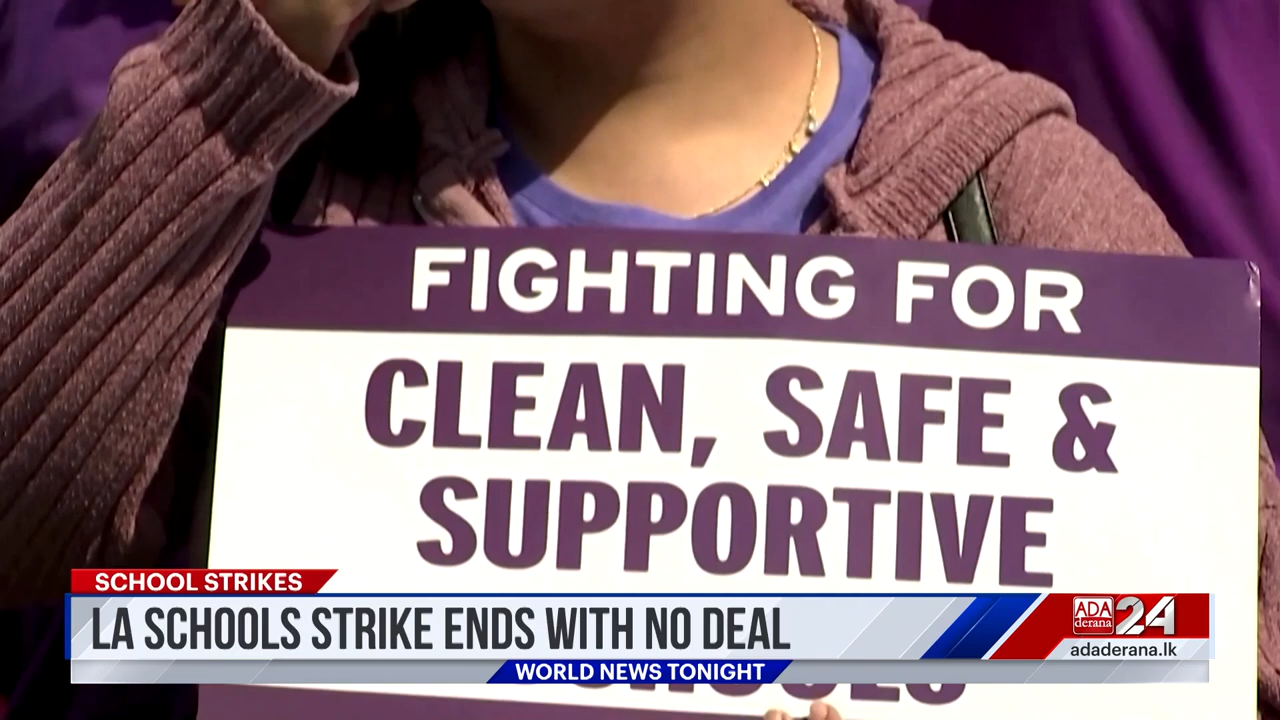 FIGHTING FOR
CLEAN, SAFE &
SUPPORTIVE
SCHOOL STRIKES
LA SCHOOLS STRIKE ENDS WITH NO DEAL
ADA
derana
24
adaderana.lk
WORLD NEWS TONIGHT